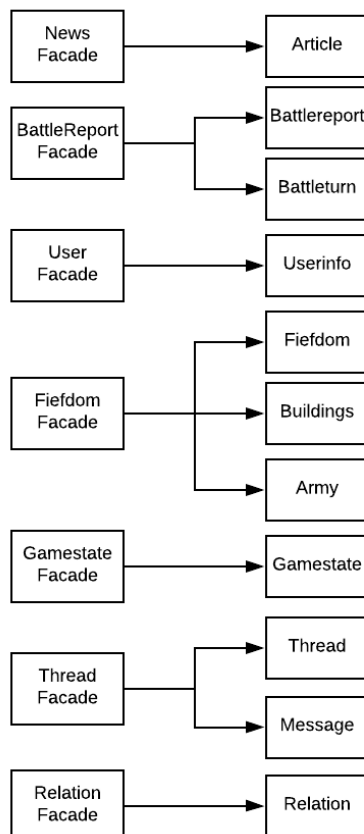 News
Facade
Article
BattleReport
Facade
Battlereport
Battleturn
User
Facade
Userinfo
Fiefdom
Facade
Fiefdom
Buildings
Army
Gamestate
Facade
Gamestate
Thread
Facade
Thread
Message
Relation
Facade
Relation